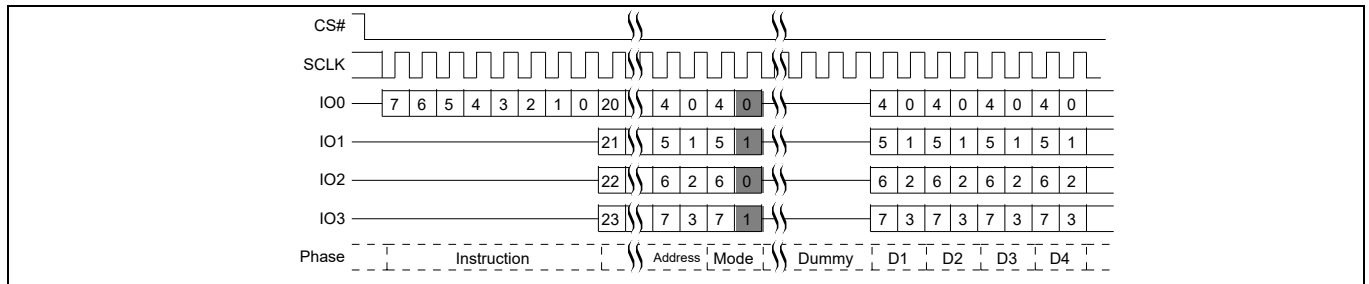 CS#
SCLK
IO0 7 6 5 4 3 2 1 0 20 4 0 4 0 4 0 4 0 4 0 4 0
IO1 21 5 1 5 1 5 1 5 1 5 1 5 1
IO2 22 6 2 6 0 6 2 6 2 6 2 6 2
IO3 23 7 3 7 1 7 3 7 3 7 3 7 3
Phase Instruction Address Mode Dummy D1 D2 D3 D4